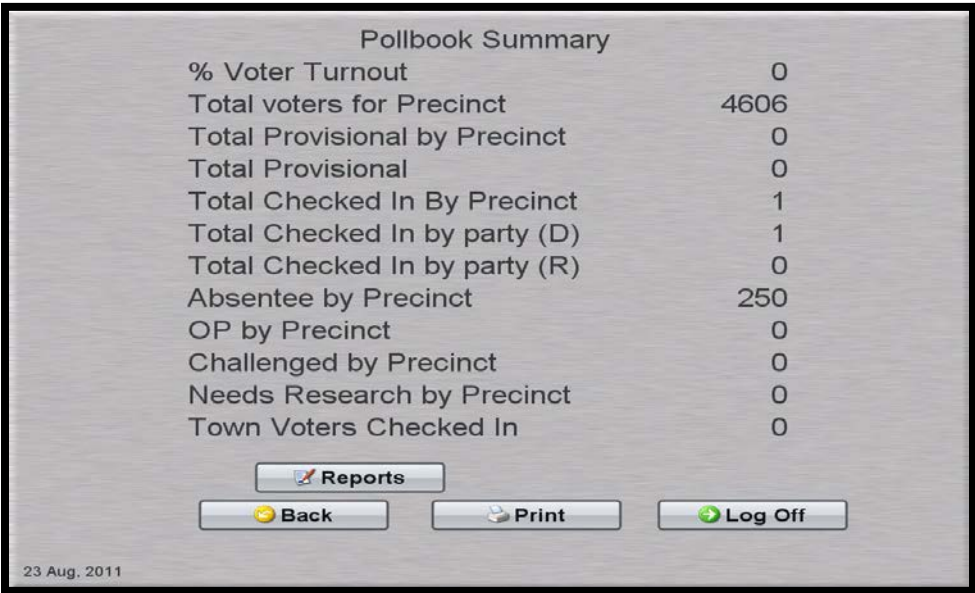 Pollbook Summary
% Voter Turnout 0
Total voters for Precinct 4606
Total Provisional by Precinct 0
Total Provisional 0
Total Checked In By Precinct 1
Total Checked In by party (D) 1
Total Checked In by party (R) 0
Absentee by Precinct 250
OP by Precinct 0
Challenged by Precinct 0
Needs Research by Precinct 0
Town Voters Checked In 0
Reports
Back Print Log Off
23 Aug, 2011